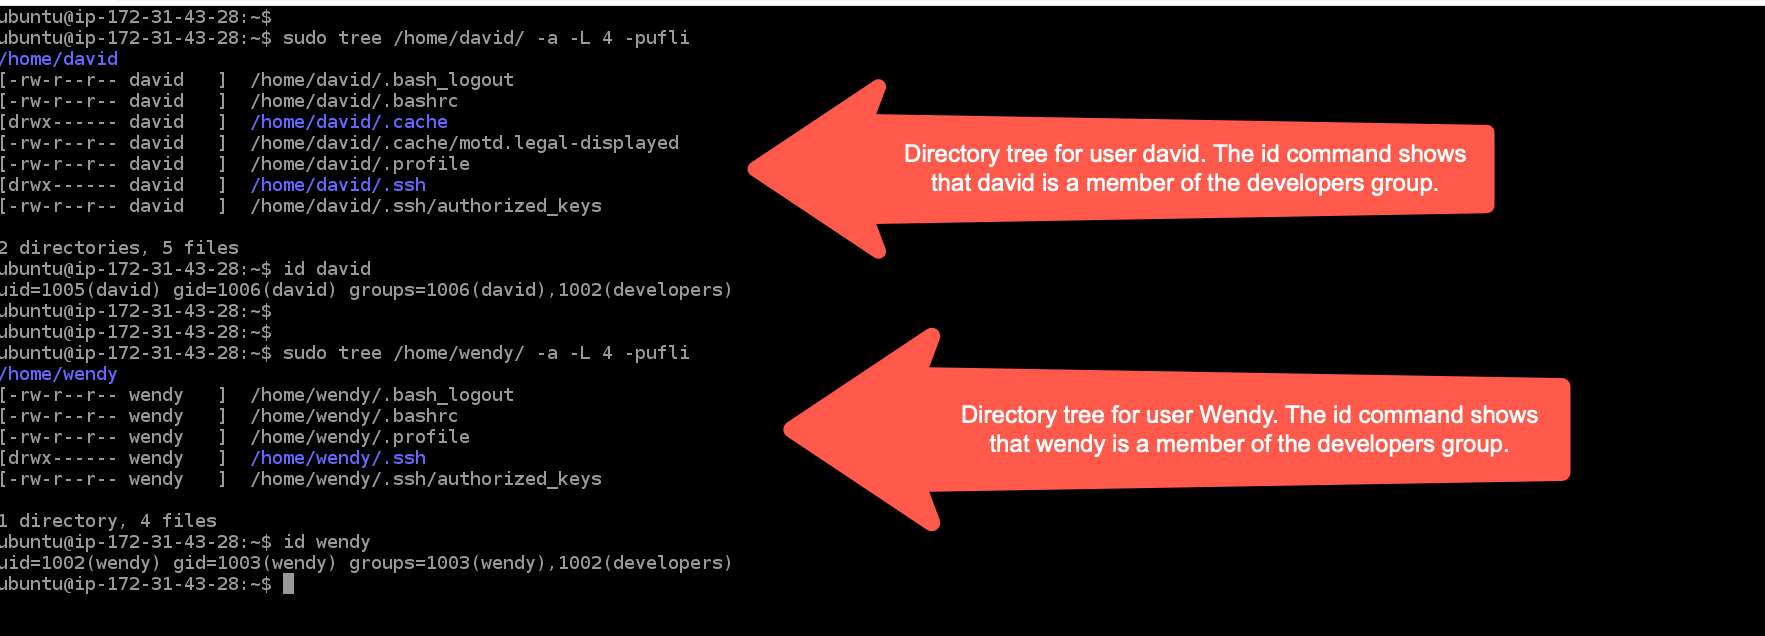 ubuntu@ip-172-31-43-28:~$
ubuntu@ip-172-31-43-28:~$ sudo tree /home/david/ -a -L 4 -pufli
/home/david
[-rw-r--r-- david   ]  /home/david/.bash_logout
[-rw-r--r-- david   ]  /home/david/.bashrc
[drwx------ david   ]  /home/david/.cache
[-rw-r--r-- david   ]  /home/david/.cache/motd.legal-displayed
[-rw-r--r-- david   ]  /home/david/.profile
[drwx------ david   ]  /home/david/.ssh
[-rw-r--r-- david   ]  /home/david/.ssh/authorized_keys
Directory tree for user david. The id command shows
that david is a member of the developers group.
2 directories, 5 files
ubuntu@ip-172-31-43-28:~$ id david
uid=1005(david) gid=1006(david) groups=1006(david),1002(developers)
ubuntu@ip-172-31-43-28:~$
ubuntu@ip-172-31-43-28:~$
ubuntu@ip-172-31-43-28:~$ sudo tree /home/wendy/ -a -L 4 -pufli
/home/wendy
[-rw-r--r-- wendy   ]  /home/wendy/.bash_logout
[-rw-r--r-- wendy   ]  /home/wendy/.bashrc
[-rw-r--r-- wendy   ]  /home/wendy/.profile
[drwx------ wendy   ]  /home/wendy/.ssh
[-rw-r--r-- wendy   ]  /home/wendy/.ssh/authorized_keys
Directory tree for user Wendy. The id command shows
that wendy is a member of the developers group.
1 directory, 4 files
ubuntu@ip-172-31-43-28:~$ id wendy
uid=1002(wendy) gid=1003(wendy) groups=1003(wendy),1002(developers)
ubuntu@ip-172-31-43-28:~$